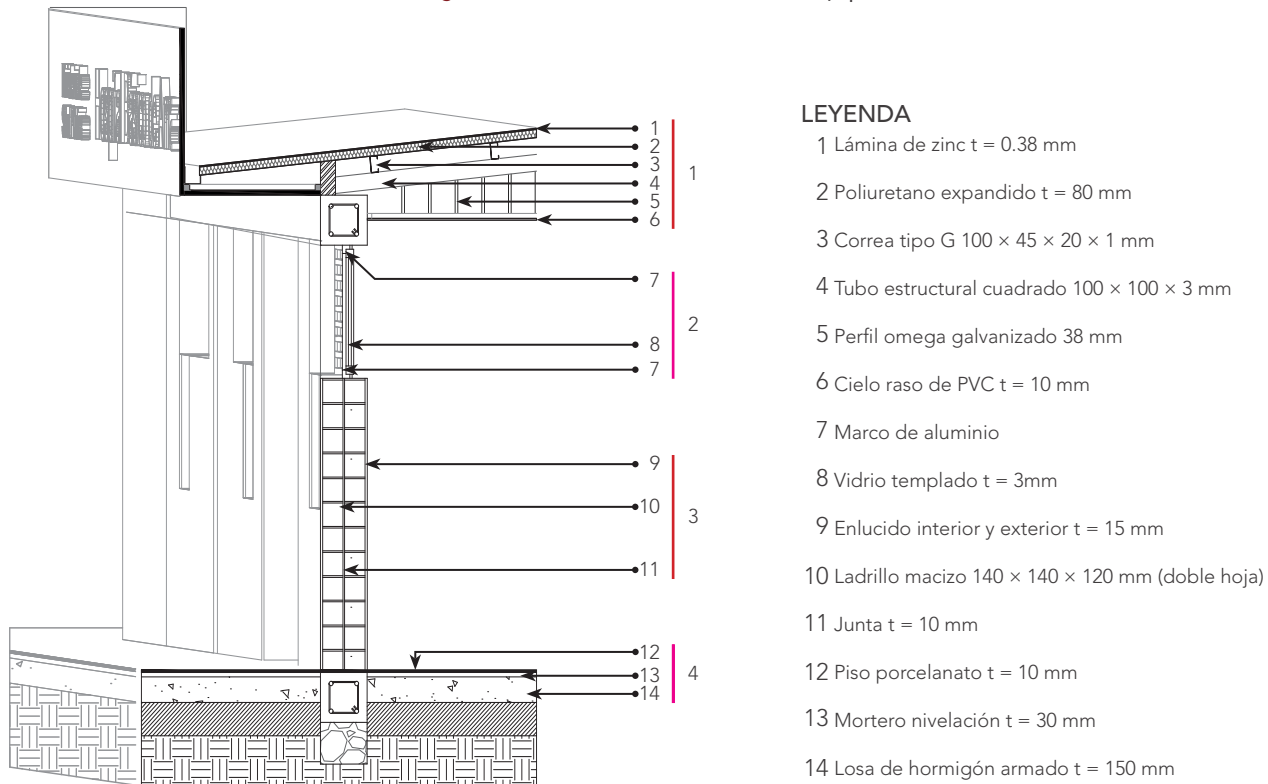 1
2
3
4
5
6
1
7
8
7
2
9
10
11
3
12
13
14
4
LEYENDA
1 Lámina de zinc t = 0.38 mm
2 Poliuretano expandido t = 80 mm
3 Correa tipo G 100 × 45 × 20 × 1 mm
4 Tubo estructural cuadrado 100 × 100 × 3 mm
5 Perfil omega galvanizado 38 mm
6 Cielo raso de PVC t = 10 mm
7 Marco de aluminio
8 Vidrio templado t = 3mm
9 Enlucido interior y exterior t = 15 mm
10 Ladrillo macizo 140 × 140 × 120 mm (doble hoja)
11 Junta t = 10 mm
12 Piso porcelanato t = 10 mm
13 Mortero nivelación t = 30 mm
14 Losa de hormigón armado t = 150 mm